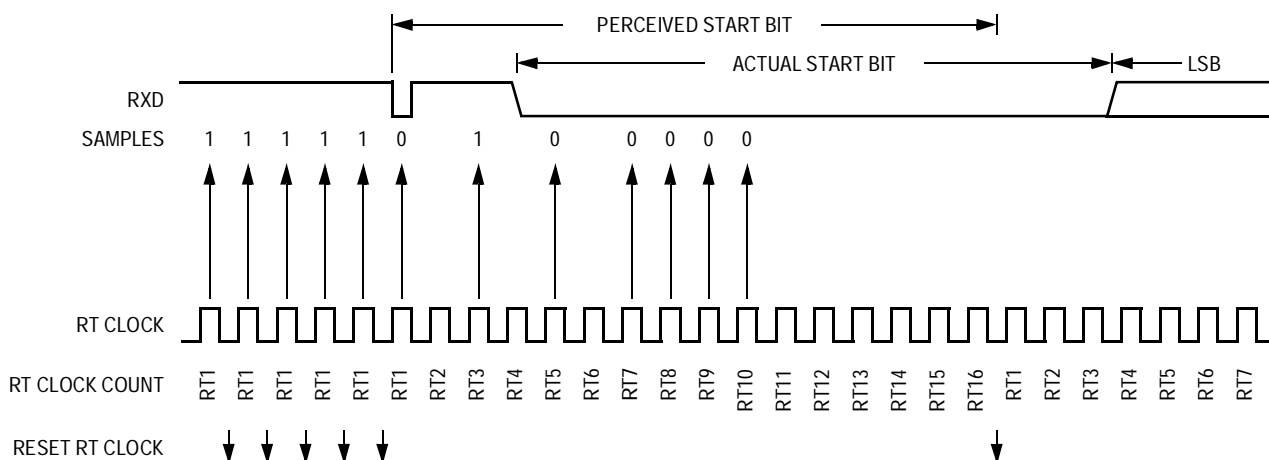 PERCEIVED START BIT
ACTUAL START BIT
LSB
RXD
SAMPLES 1 1 1 1 1 0 1 0 0 0 0 0
RT CLOCK
RT CLOCK COUNT RT1 RT1 RT1 RT1 RT1 RT1 RT2 RT3 RT4 RT5 RT6 RT7 RT8 RT9 RT10 RT11 RT12 RT13 RT14 RT15 RT16 RT1 RT2 RT3 RT4 RT5 RT6 RT7
RESET RT CLOCK